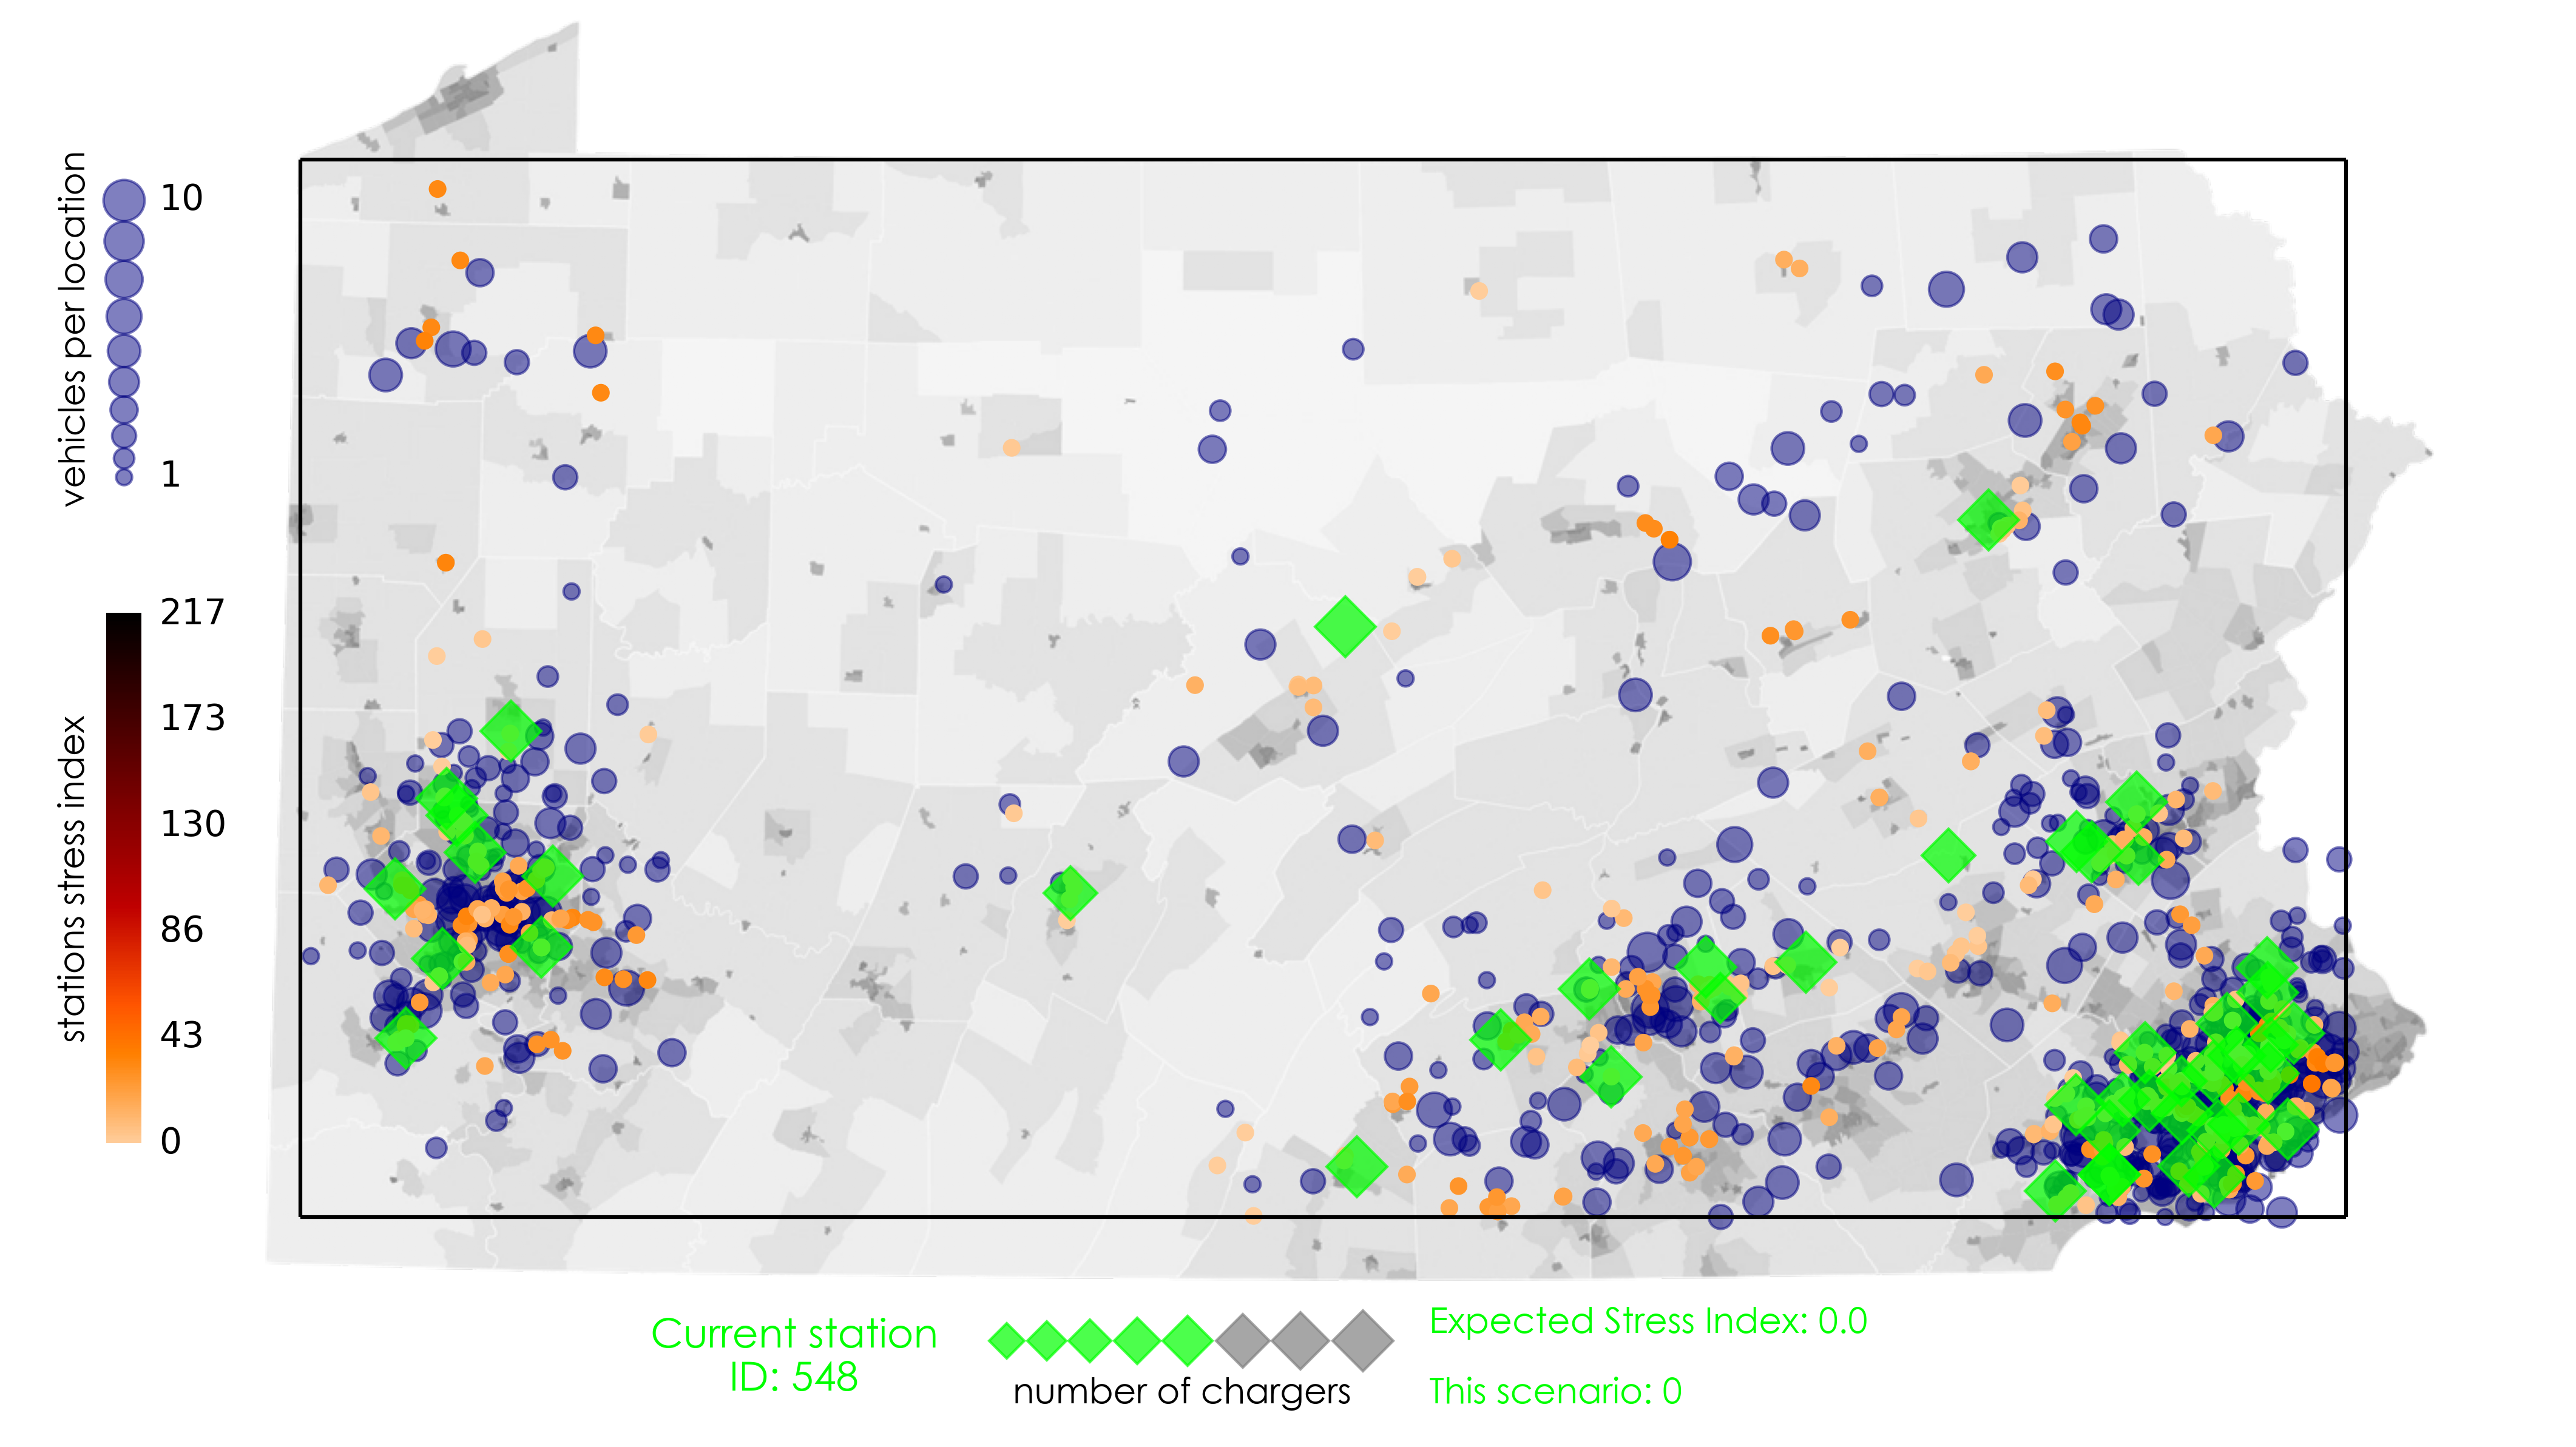 vehicles per location
10
1
stations stress index
217
173
130
86
43
0
Current station
ID: 548
number of chargers
Expected Stress Index: 0.0
This scenario: 0